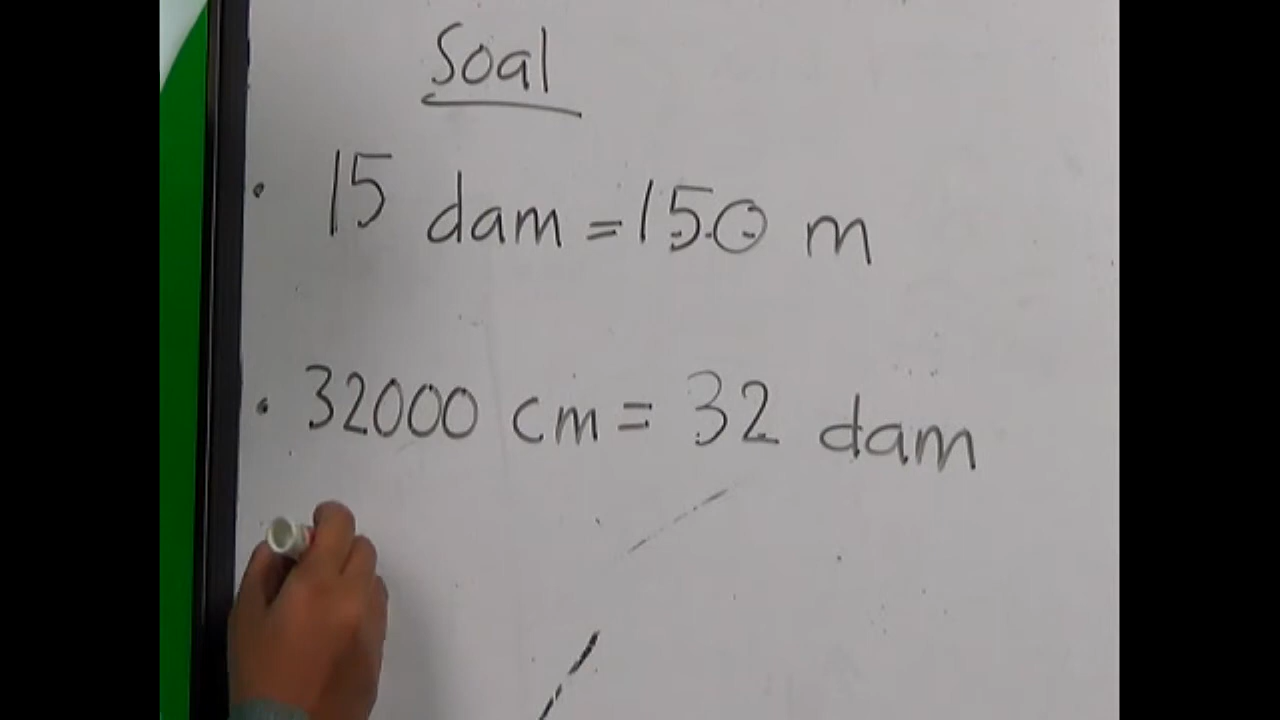 Soal
• 15 dam = 150 m
• 32000 cm = 32 dam